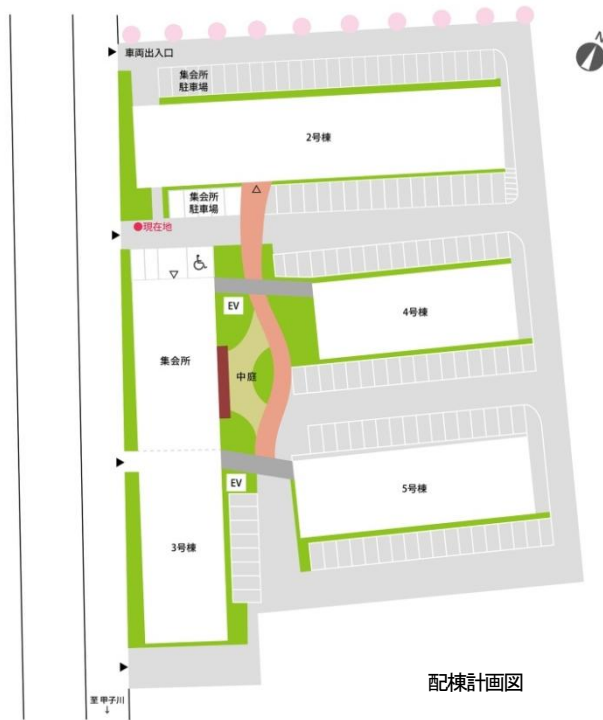 N
車両出入口
集会所
駐車場
2号棟
集会所
駐車場
現在地
EV
4号棟
集会所
中庭
EV
5号棟
3号棟
配棟計画図
至 甲子川